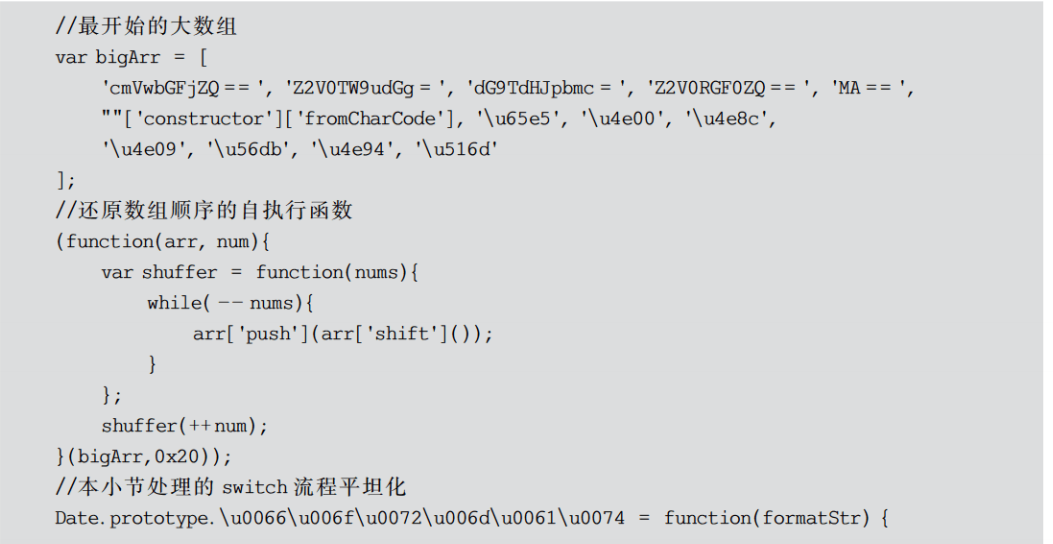 //最开始的大数组
var bigArr = [
'cmVwbGFjZQ==', 'Z2V0TW9udGg=', 'dG9TdHJpbmc=', 'Z2V0RGF0ZQ==', 'MA==',
""['constructor']['fromCharCode'], '\u65e5', '\u4e00', '\u4e8c',
'\u4e09', '\u56db', '\u4e94', '\u516d'
];
//还原数组顺序的自执行函数
(function(arr, num){
var shuffer = function(nums){
while(--nums){
arr['push'](arr['shift']());
}
};
shuffer(++num);
}(bigArr,0x20));
//本小节处理的 switch 流程平坦化
Date.prototype.\u0066\u006f\u0072\u006d\u0061\u0074 = function(formatStr) {